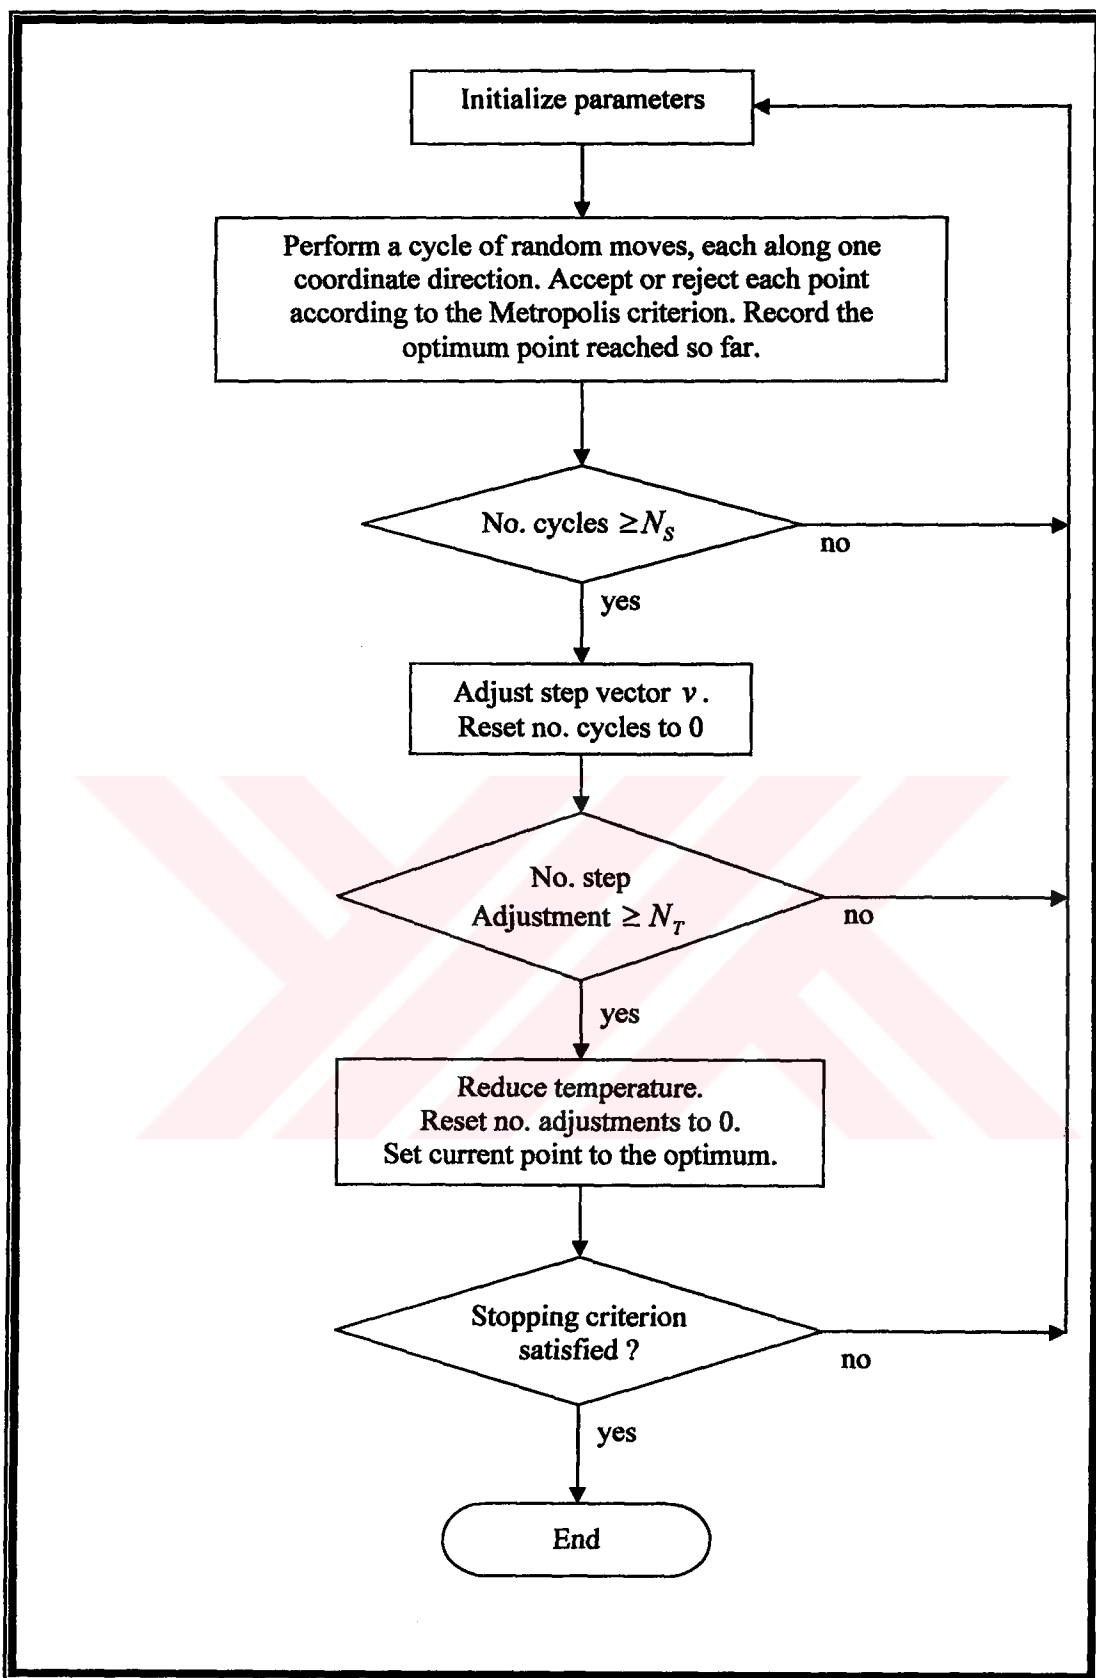 Initialize parameters
Perform a cycle of random moves, each along one
coordinate direction. Accept or reject each point
according to the Metropolis criterion. Record the
optimum point reached so far.
No. cycles ≥N_S
no
yes
Adjust step vector v.
Reset no. cycles to 0
No. step
Adjustment ≥ N_T
no
yes
Reduce temperature.
Reset no. adjustments to 0.
Set current point to the optimum.
Stopping criterion
satisfied ?
no
yes
End